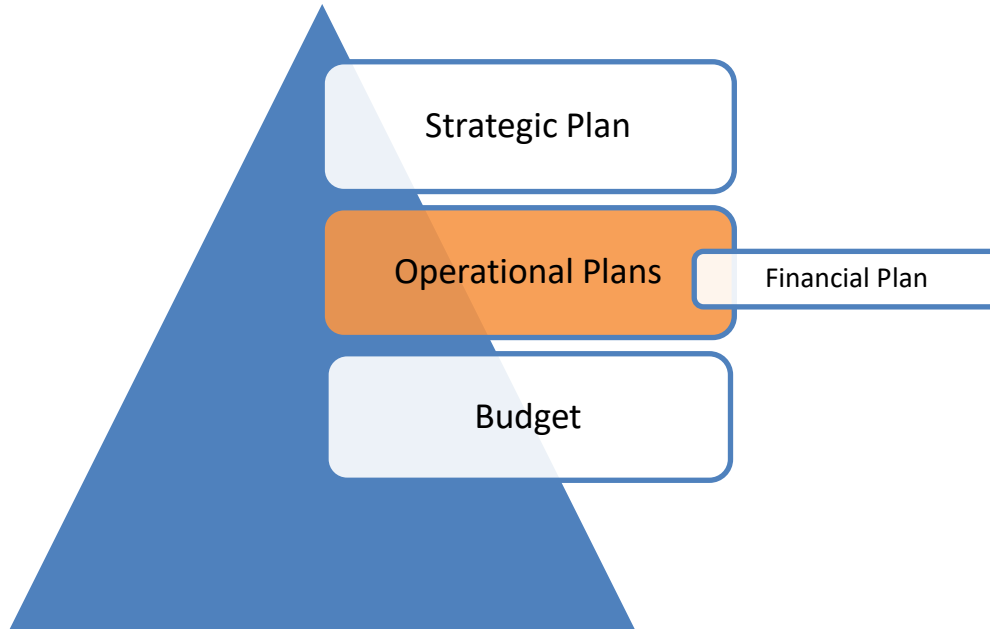 Strategic Plan
Operational Plans
Financial Plan
Budget